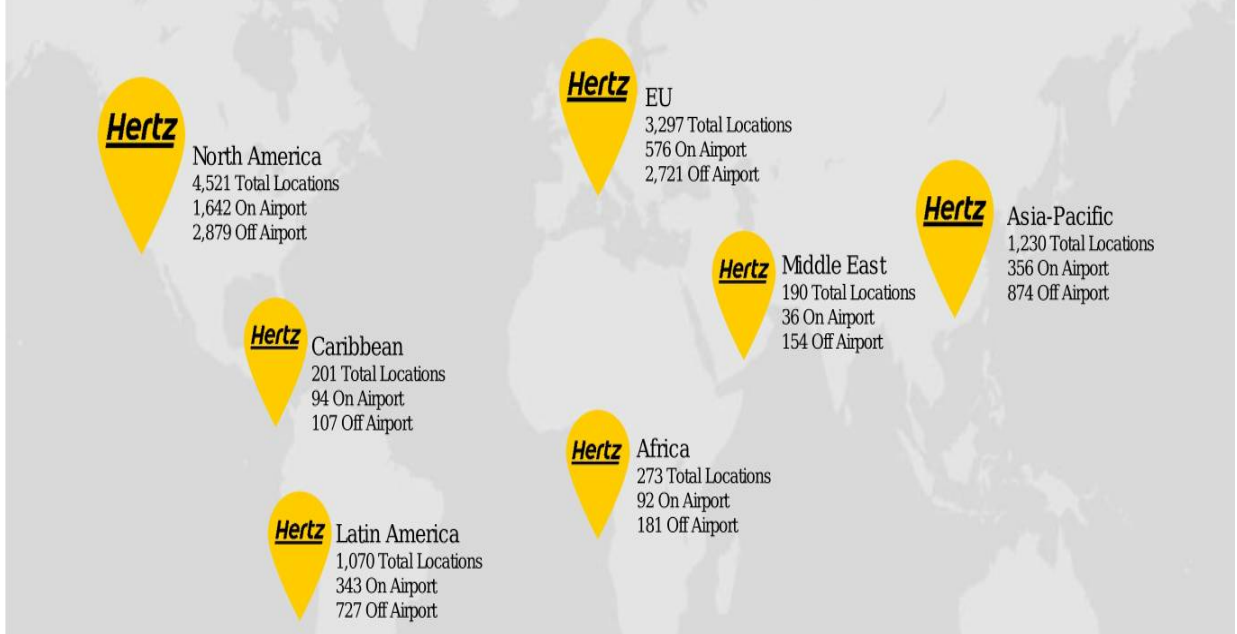 Hertz
North America
4,521 Total Locations
1,642 On Airport
2,879 Off Airport
Hertz
Caribbean
201 Total Locations
94 On Airport
107 Off Airport
Hertz
Latin America
1,070 Total Locations
343 On Airport
727 Off Airport
Hertz
EU
3,297 Total Locations
576 On Airport
2,721 Off Airport
Hertz
Middle East
190 Total Locations
36 On Airport
154 Off Airport
Hertz
Africa
273 Total Locations
92 On Airport
181 Off Airport
Hertz
Asia-Pacific
1,230 Total Locations
356 On Airport
874 Off Airport